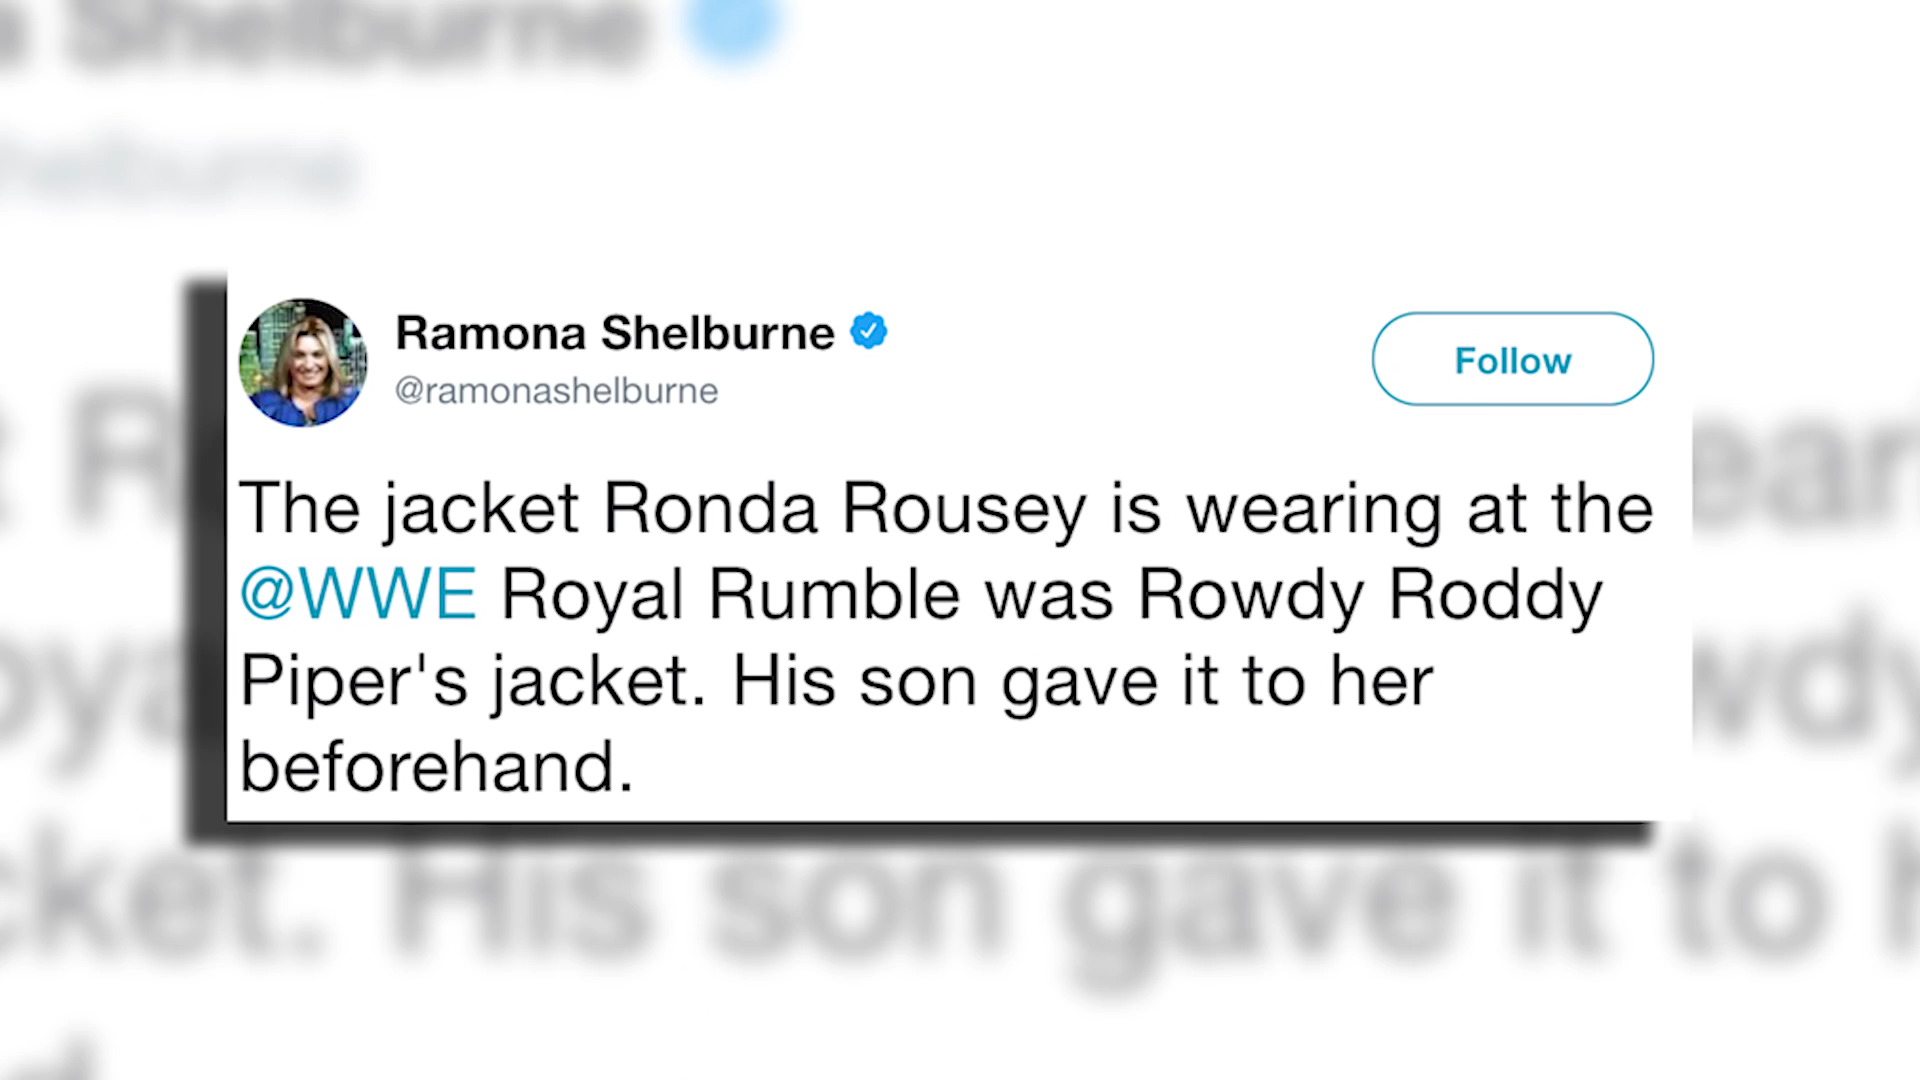 Ramona Shelburne
@ramonashelburne
Follow
The jacket Ronda Rousey is wearing at the
@WWE Royal Rumble was Rowdy Roddy
Piper's jacket. His son gave it to her
beforehand.